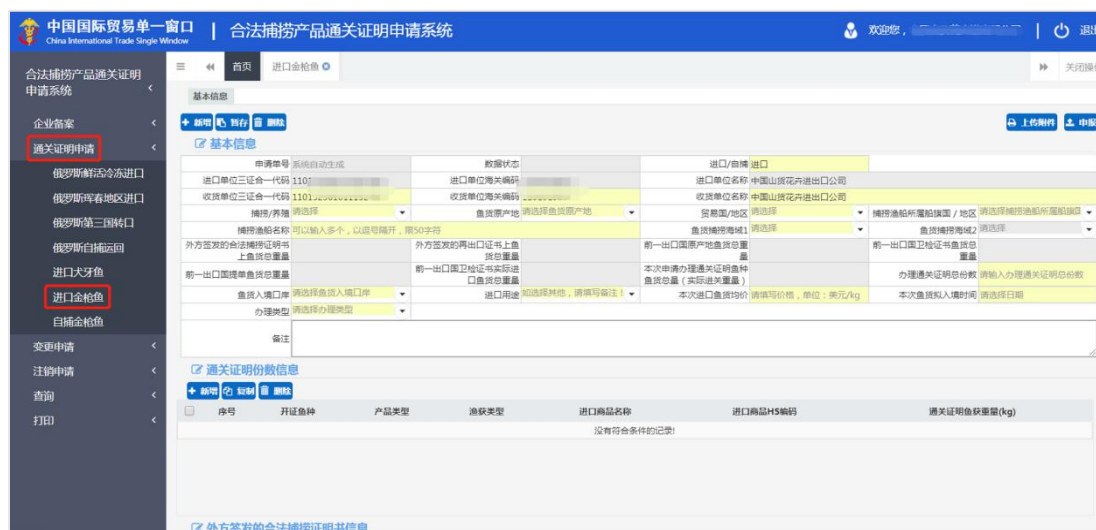 中国国际贸易单一窗口 | 合法捕捞产品通关证明申请系统 欢迎您，
China International Trade Single Window
合法捕捞产品通关证明申请系统
首页 进口金枪鱼 关闭操
企业备案
通关证明申请
俄罗斯鲜活冷冻进口
俄罗斯珲春地区进口
俄罗斯第三国转口
俄罗斯自捕运回
进口犬牙鱼
进口金枪鱼
自捕金枪鱼
变更申请
注销申请
查询
打印
基本信息
新增 暂存 删除 上传附件 申报
基本信息
申请单号 系统自动生成 数据状态 进口/自捕 进口
进口单位三证合一代码 110 进口单位海关编码 进口单位名称 中国山货花卉进出口公司
收货单位三证合一代码 收货单位海关编码 收货单位名称 中国山货花卉进出口公司
捕捞/养殖 请选择 鱼货原产地 请选择鱼货原产地 贸易国/地区 请选择 捕捞渔船所属船旗国 / 地区 请选择捕捞渔船所属船旗国
捕捞渔船名称 可以输入多个，以逗号隔开，限50字符 鱼货捕捞海域1 请选择 鱼货捕捞海域2 请选择
外方签发的合法捕捞证明书上鱼货总重量 外方签发的再出口证书上鱼货总重量 前一出口国原产地鱼货总重量 前一出口国卫检证书鱼货总重量
前一出口国提单鱼货总重量 前一出口国卫检证书实际进口鱼货总重量 本次申请办理通关证明鱼种鱼货总量（实际进关重量） 办理通关证明总份数 请输入办理通关证明总份数
鱼货入境口岸 请选择鱼货入境口岸 进口用途 如选择其他，请填写备注！ 本次进口鱼货均价 请填写价格，单位：美元/kg 本次鱼货拟入境时间 请选择日期
办理类型 请选择办理类型
备注
通关证明份数信息
新增 复制 删除
序号 开证鱼种 产品类型 渔获类型 进口商品名称 进口商品HS编码 通关证明鱼获重量(kg)
没有符合条件的记录!
外方签发的合法捕捞证明书信息